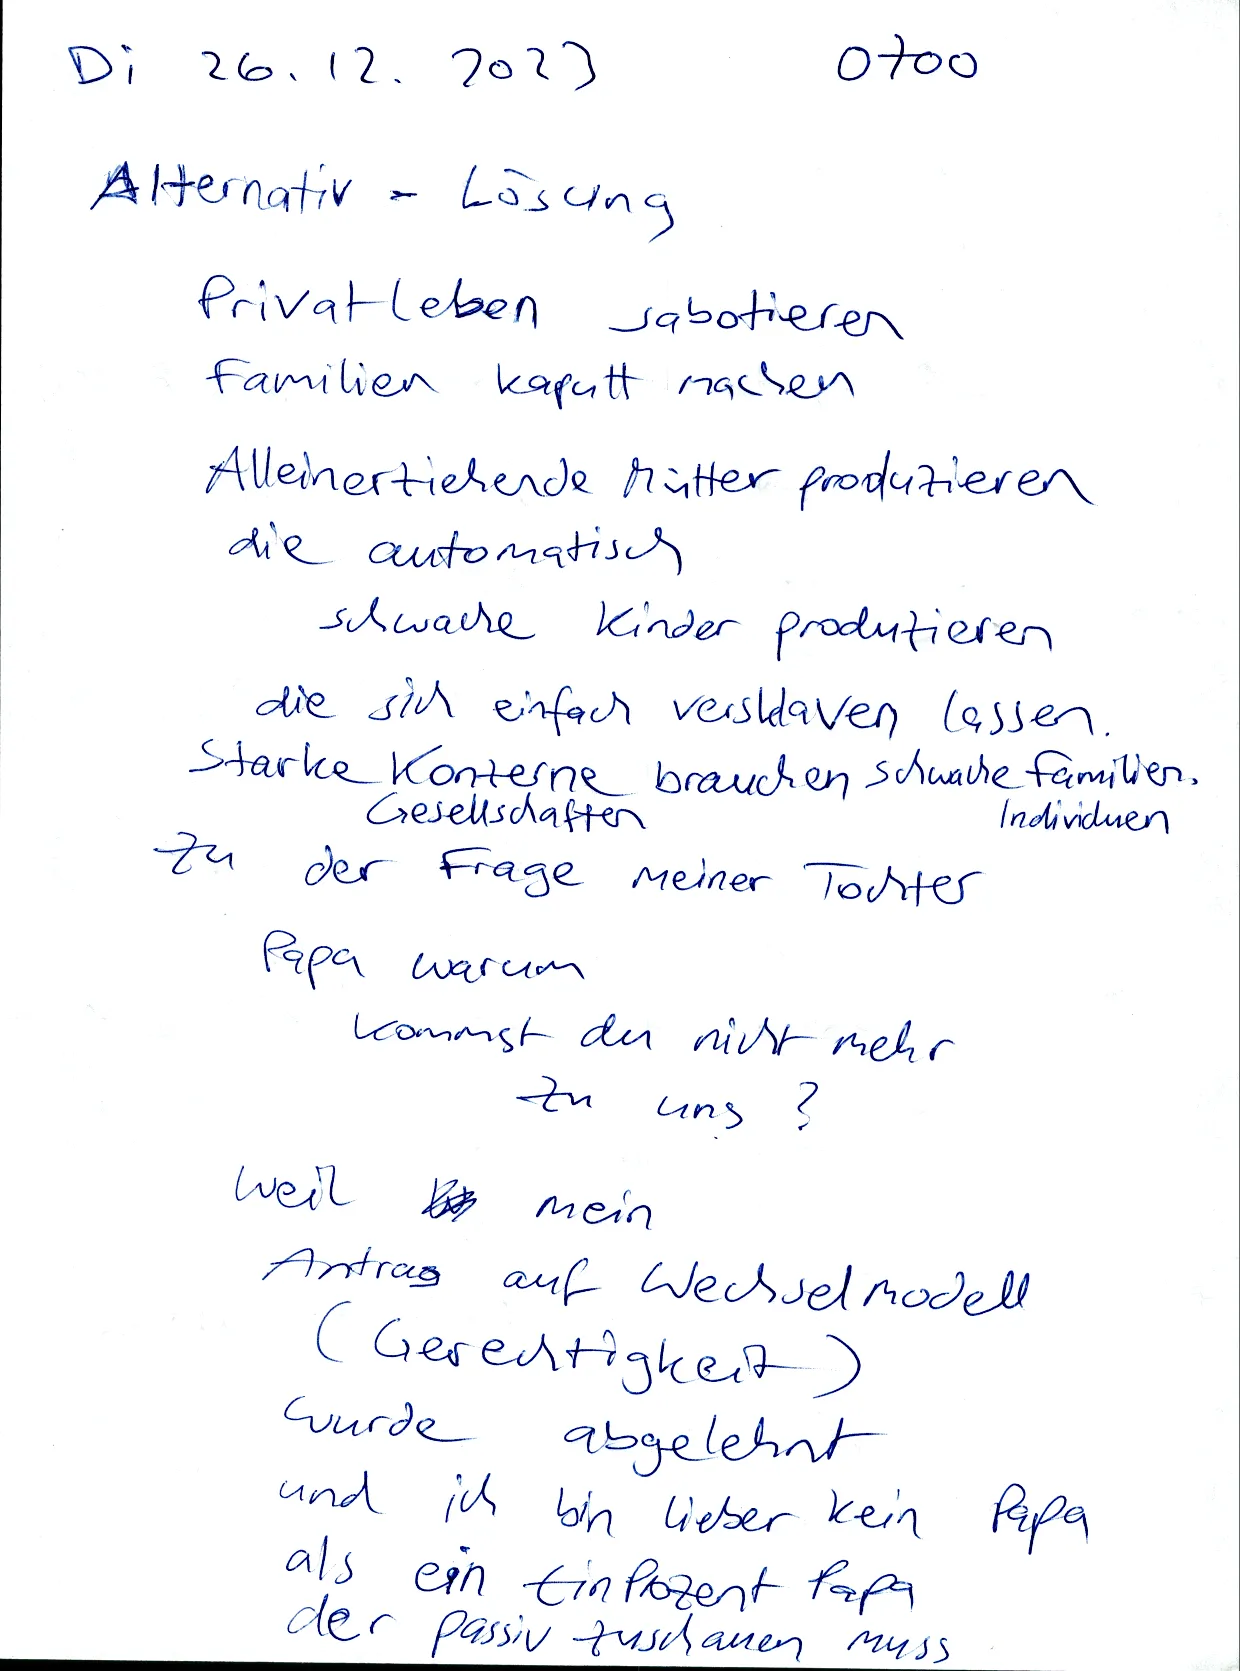 Di 26.12.2023 0700
Alternativ - Lösung
Privatleben sabotieren
Familien kaputt machen
Alleinerziehende Mütter produzieren
die automatisch
schwache Kinder produzieren
die sich einfach versklaven lassen.
Starke Konzerne brauchen schwache Familien.
Gesellschaften Individuen
Zu der Frage meiner Tochter
Papa warum
kommst du nicht mehr
zu uns ?
Weil mein
Antrag auf Wechselmodell
(Gerechtigkeit)
wurde abgelehnt
und ich bin lieber kein Papa
als ein EinProzent Papa
der passiv zuschauen muss